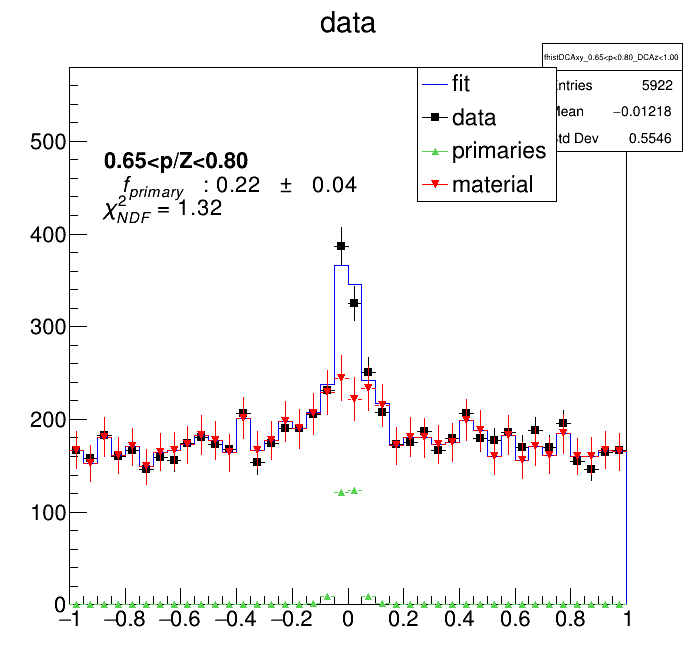 data
fhistDCAxy_0.65<p<0.80_DCAz<1.00
Entries 5922
Mean −0.01218
Std Dev 0.5546
fit
data
primaries
material
0.65<p/Z<0.80
f_primary : 0.22 ± 0.04
χ²_NDF = 1.32
500
400
300
200
100
0
−1 −0.8 −0.6 −0.4 −0.2 0 0.2 0.4 0.6 0.8 1